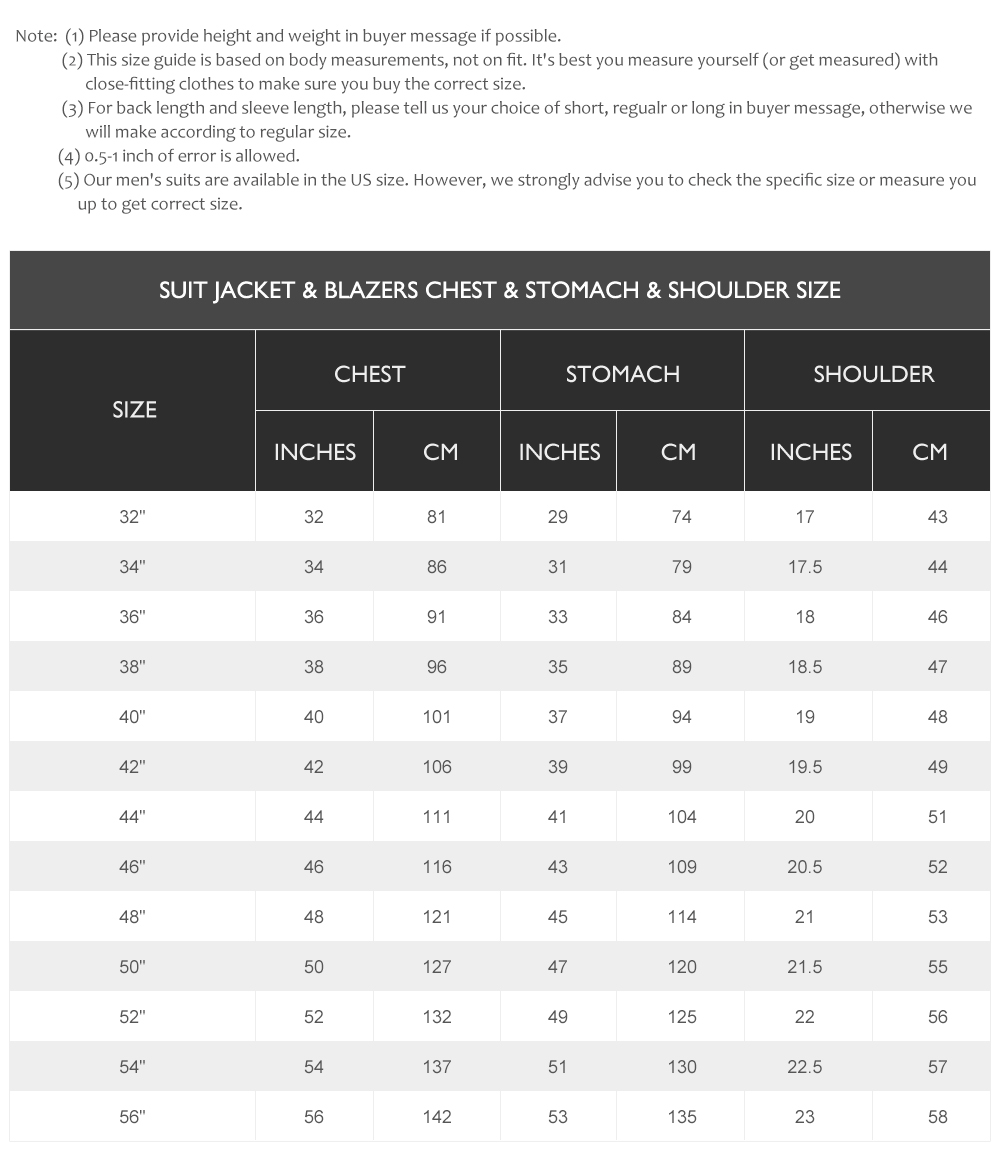 Note: (1) Please provide height and weight in buyer message if possible.
(2) This size guide is based on body measurements, not on fit. It's best you measure yourself (or get measured) with
close-fitting clothes to make sure you buy the correct size.
(3) For back length and sleeve length, please tell us your choice of short, regualr or long in buyer message, otherwise we
will make according to regular size.
(4) 0.5-1 inch of error is allowed.
(5) Our men's suits are available in the US size. However, we strongly advise you to check the specific size or measure you
up to get correct size.
SUIT JACKET & BLAZERS CHEST & STOMACH & SHOULDER SIZE
SIZE CHEST STOMACH SHOULDER
INCHES CM INCHES CM INCHES CM
32" 32 81 29 74 17 43
34" 34 86 31 79 17.5 44
36" 36 91 33 84 18 46
38" 38 96 35 89 18.5 47
40" 40 101 37 94 19 48
42" 42 106 39 99 19.5 49
44" 44 111 41 104 20 51
46" 46 116 43 109 20.5 52
48" 48 121 45 114 21 53
50" 50 127 47 120 21.5 55
52" 52 132 49 125 22 56
54" 54 137 51 130 22.5 57
56" 56 142 53 135 23 58